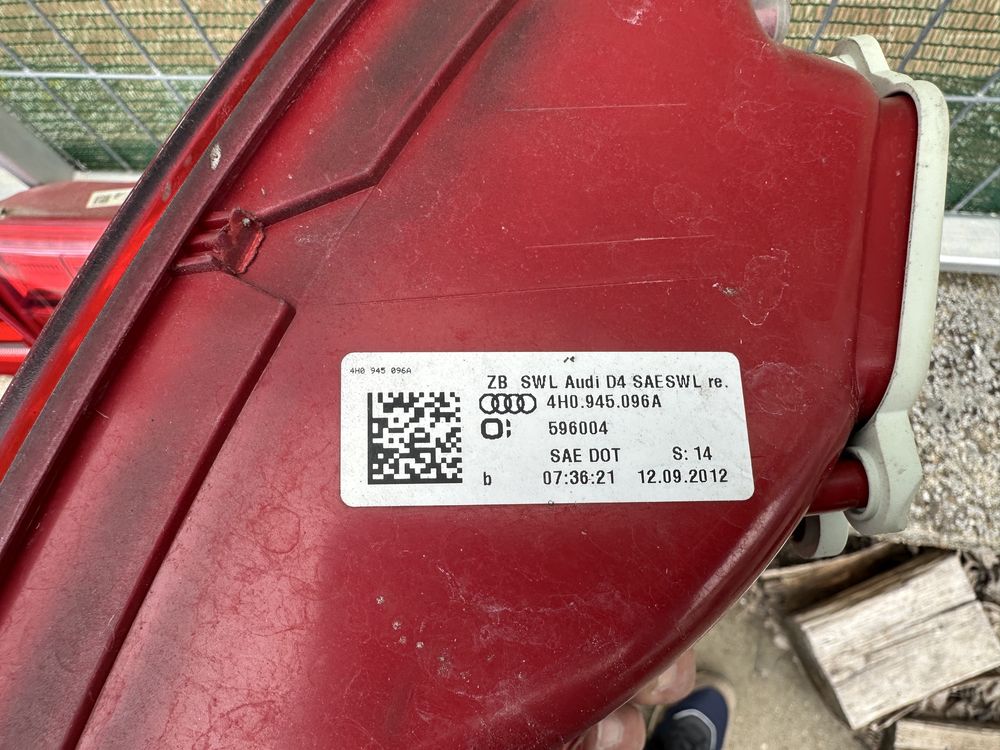 4H0 945 096A
ZB SWL Audi D4 SAESWL re.
4H0.945.096A
596004
SAE DOT S: 14
b 07:36:21 12.09.2012